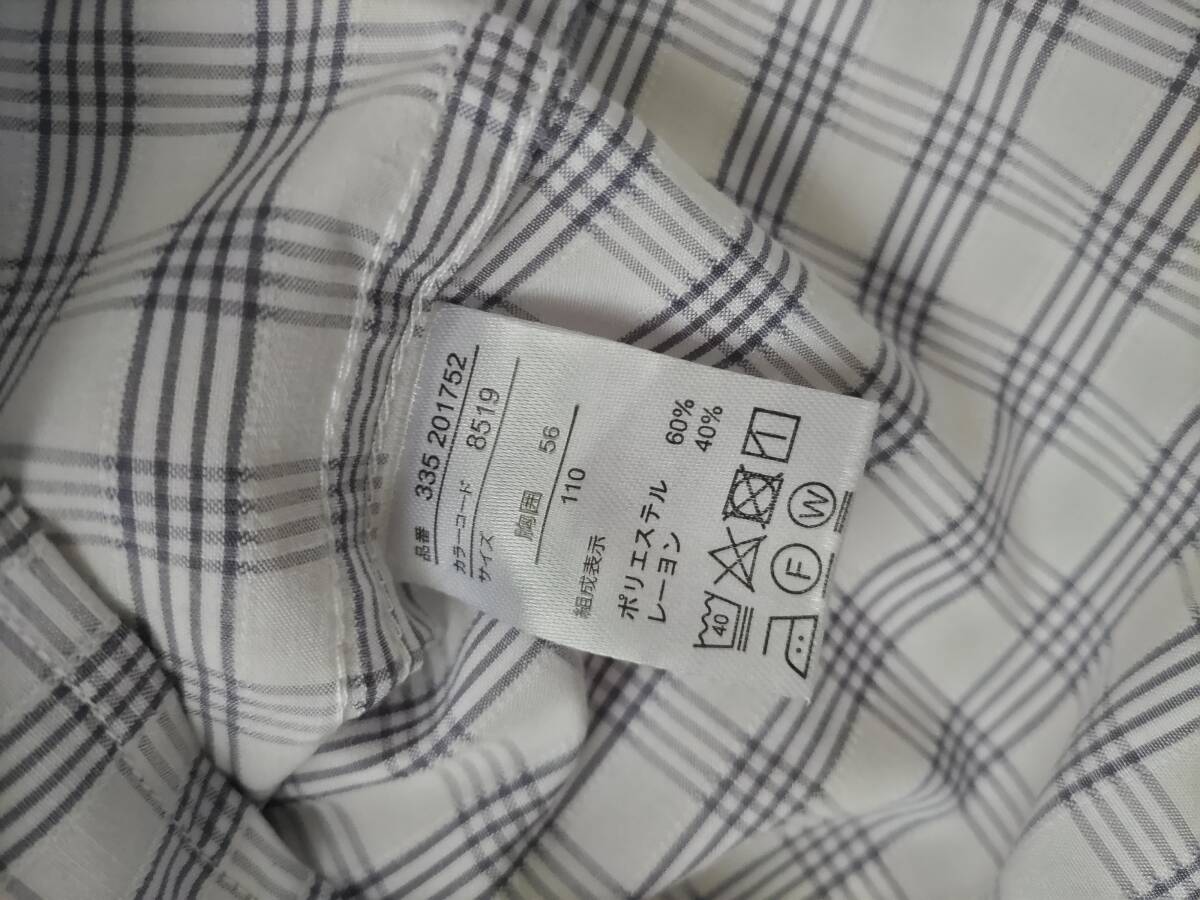 品番 335 201752
カラーコード 8519
サイズ 56
胸囲 110
組成表示
ポリエステル 60%
レーヨン 40%
40
F W